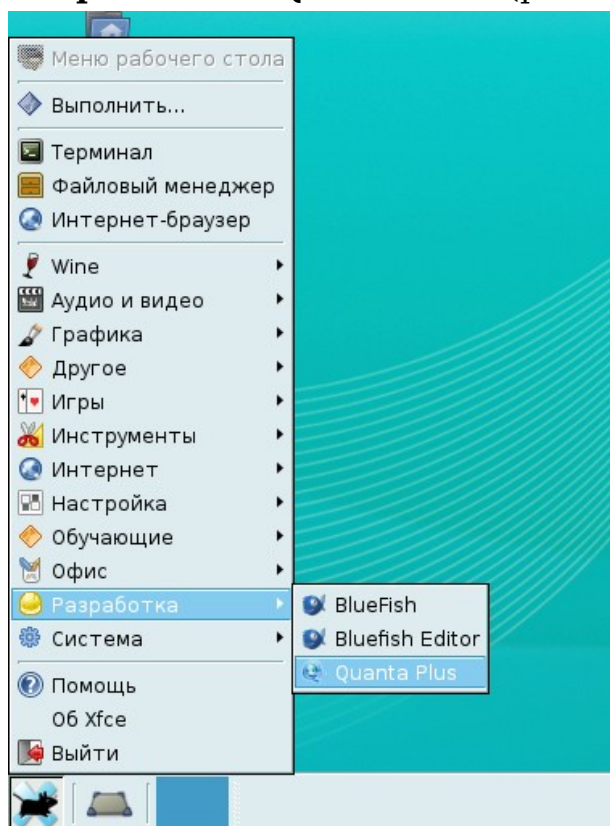 Меню рабочего стола
Выполнить...
Терминал
Файловый менеджер
Интернет-браузер
Wine
Аудио и видео
Графика
Другое
Игры
Инструменты
Интернет
Настройка
Обучающие
Офис
Разработка
Система
Помощь
Об Xfce
Выйти
BlueFish
Bluefish Editor
Quanta Plus